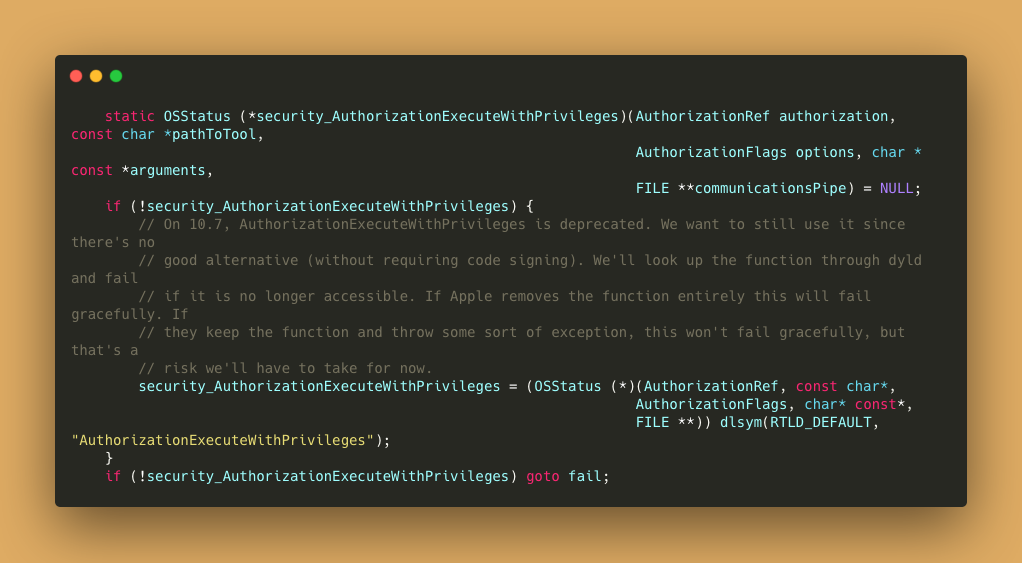 static OSStatus (*security_AuthorizationExecuteWithPrivileges)(AuthorizationRef authorization,
const char *pathToTool,
AuthorizationFlags options, char *
const *arguments,
FILE **communicationsPipe) = NULL;
if (!security_AuthorizationExecuteWithPrivileges) {
// On 10.7, AuthorizationExecuteWithPrivileges is deprecated. We want to still use it since
there's no
// good alternative (without requiring code signing). We'll look up the function through dyld
and fail
// if it is no longer accessible. If Apple removes the function entirely this will fail
gracefully. If
// they keep the function and throw some sort of exception, this won't fail gracefully, but
that's a
// risk we'll have to take for now.
security_AuthorizationExecuteWithPrivileges = (OSStatus (*)(AuthorizationRef, const char*,
AuthorizationFlags, char* const*,
FILE **)) dlsym(RTLD_DEFAULT,
"AuthorizationExecuteWithPrivileges");
}
if (!security_AuthorizationExecuteWithPrivileges) goto fail;